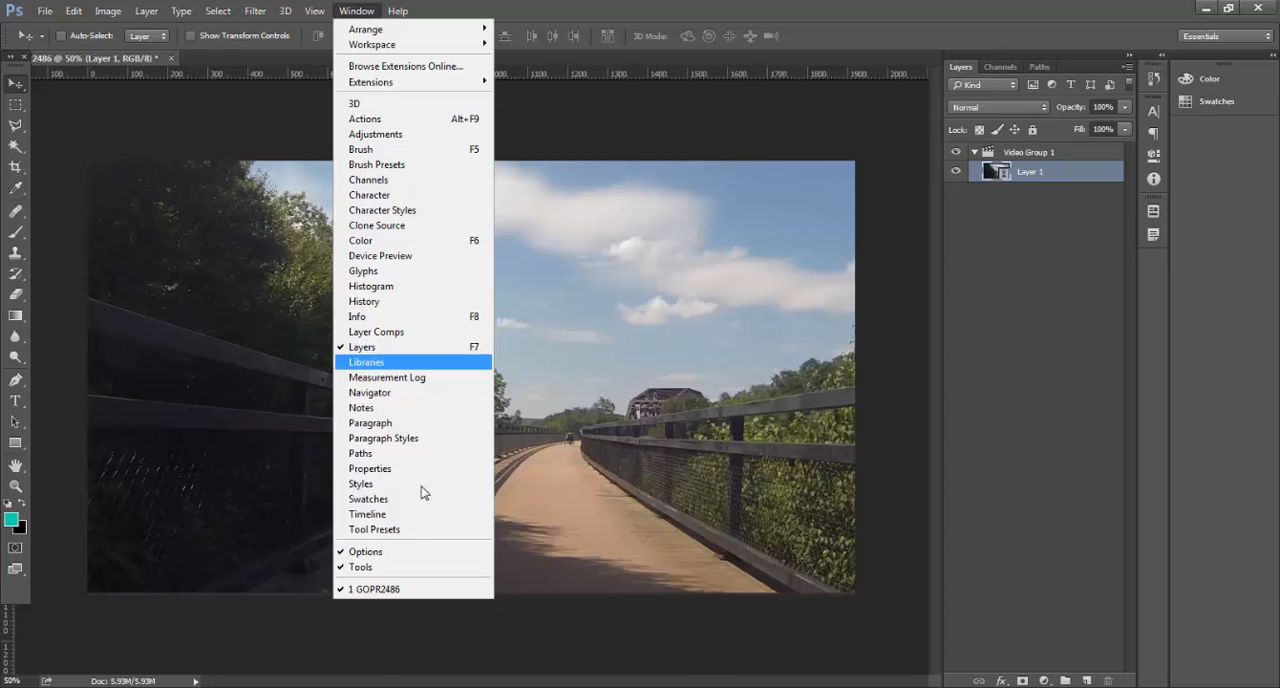 Ps File Edit Image Layer Type Select Filter 3D View Window Help
Auto-Select: Layer Show Transform Controls 3D Mode: Essentials
2486 @ 50% (Layer 1, RGB/8) * ×
100 0 100 200 300 400 500 1000 1100 1200 1300 1400 1500 1600 1700 1800 1900 2000
Arrange
Workspace
Browse Extensions Online...
Extensions
3D
Actions Alt+F9
Adjustments
Brush F5
Brush Presets
Channels
Character
Character Styles
Clone Source
Color F6
Device Preview
Glyphs
Histogram
History
Info F8
Layer Comps
Layers F7
Libraries
Measurement Log
Navigator
Notes
Paragraph
Paragraph Styles
Paths
Properties
Styles
Swatches
Timeline
Tool Presets
Options
Tools
1 GOPR2486
Layers Channels Paths
Kind
Normal Opacity: 100%
Lock: Fill: 100%
Video Group 1
Layer 1
Color
Swatches
50% Doc: 5.93M/5.93M